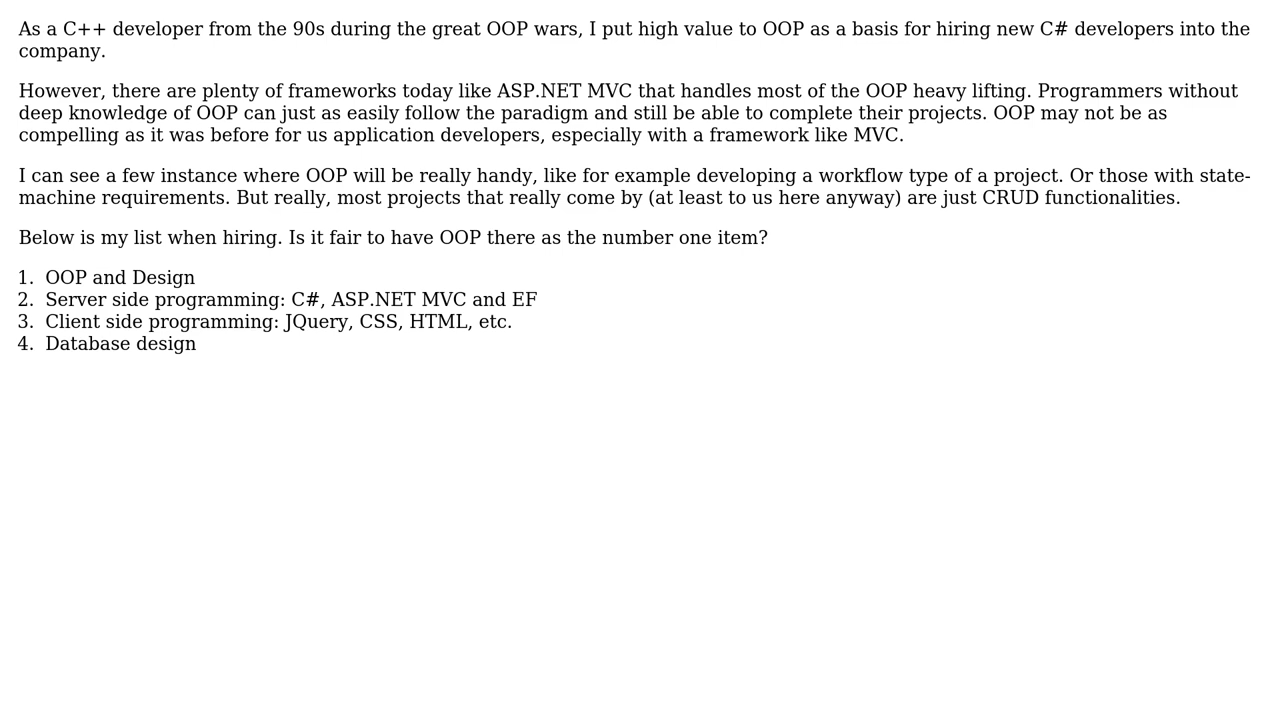 As a C++ developer from the 90s during the great OOP wars, I put high value to OOP as a basis for hiring new C# developers into the
company.
However, there are plenty of frameworks today like ASP.NET MVC that handles most of the OOP heavy lifting. Programmers without
deep knowledge of OOP can just as easily follow the paradigm and still be able to complete their projects. OOP may not be as
compelling as it was before for us application developers, especially with a framework like MVC.
I can see a few instance where OOP will be really handy, like for example developing a workflow type of a project. Or those with state-
machine requirements. But really, most projects that really come by (at least to us here anyway) are just CRUD functionalities.
Below is my list when hiring. Is it fair to have OOP there as the number one item?
1. OOP and Design
2. Server side programming: C#, ASP.NET MVC and EF
3. Client side programming: JQuery, CSS, HTML, etc.
4. Database design